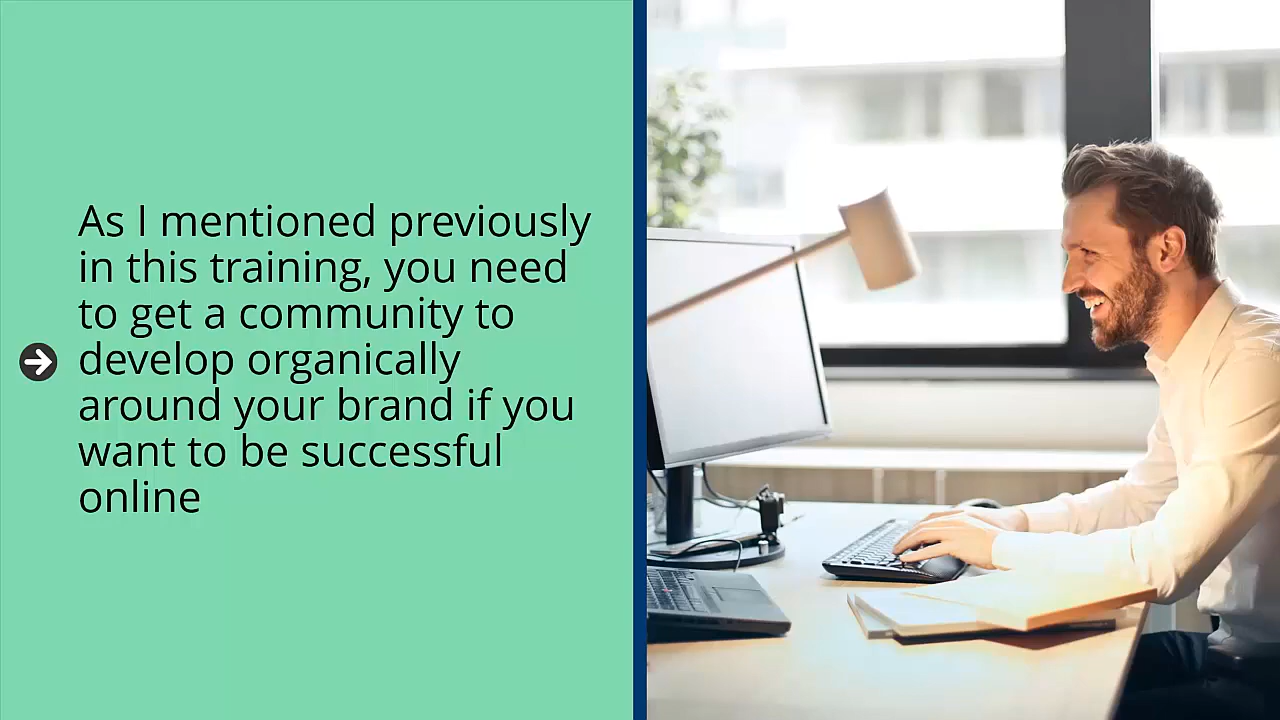 As I mentioned previously
in this training, you need
to get a community to
develop organically
around your brand if you
want to be successful
online